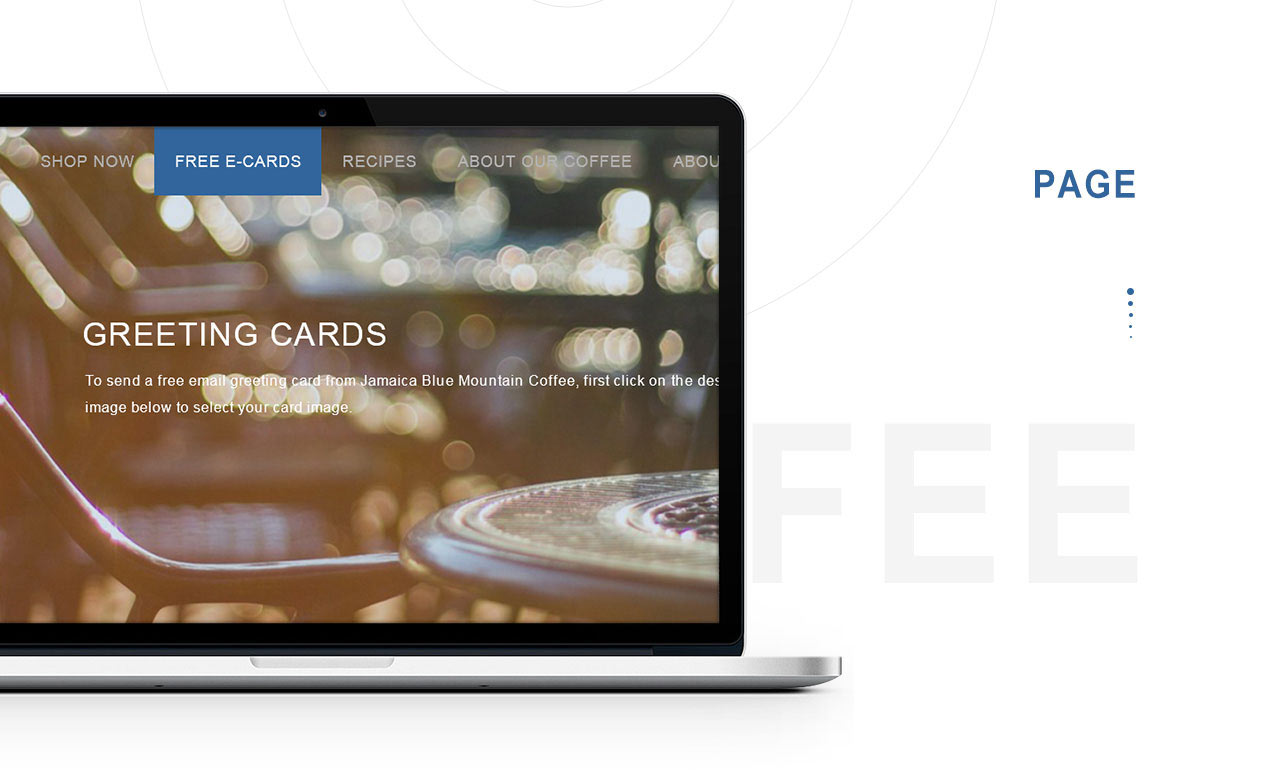 SHOP NOW FREE E-CARDS RECIPES ABOUT OUR COFFEE ABOU
PAGE
GREETING CARDS
To send a free email greeting card from Jamaica Blue Mountain Coffee, first click on the des
image below to select your card image.
FEE